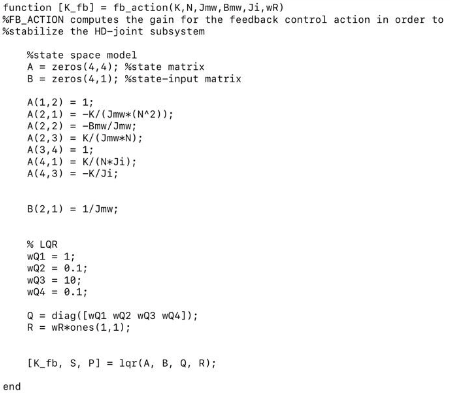 function [K_fb] = fb_action(K,N,Jmw,Bmw,Ji,wR)
%FB_ACTION computes the gain for the feedback control action in order to
%stabilize the HD-joint subsystem
%state space model
A = zeros(4,4); %state matrix
B = zeros(4,1); %state-input matrix
A(1,2) = 1;
A(2,1) = -K/(Jmw*(N^2));
A(2,2) = -Bmw/Jmw;
A(2,3) = K/(Jmw*N);
A(3,4) = 1;
A(4,1) = K/(N*Ji);
A(4,3) = -K/Ji;
B(2,1) = 1/Jmw;
% LQR
wQ1 = 1;
wQ2 = 0.1;
wQ3 = 10;
wQ4 = 0.1;
Q = diag([wQ1 wQ2 wQ3 wQ4]);
R = wR*ones(1,1);
[K_fb, S, P] = lqr(A, B, Q, R);
end